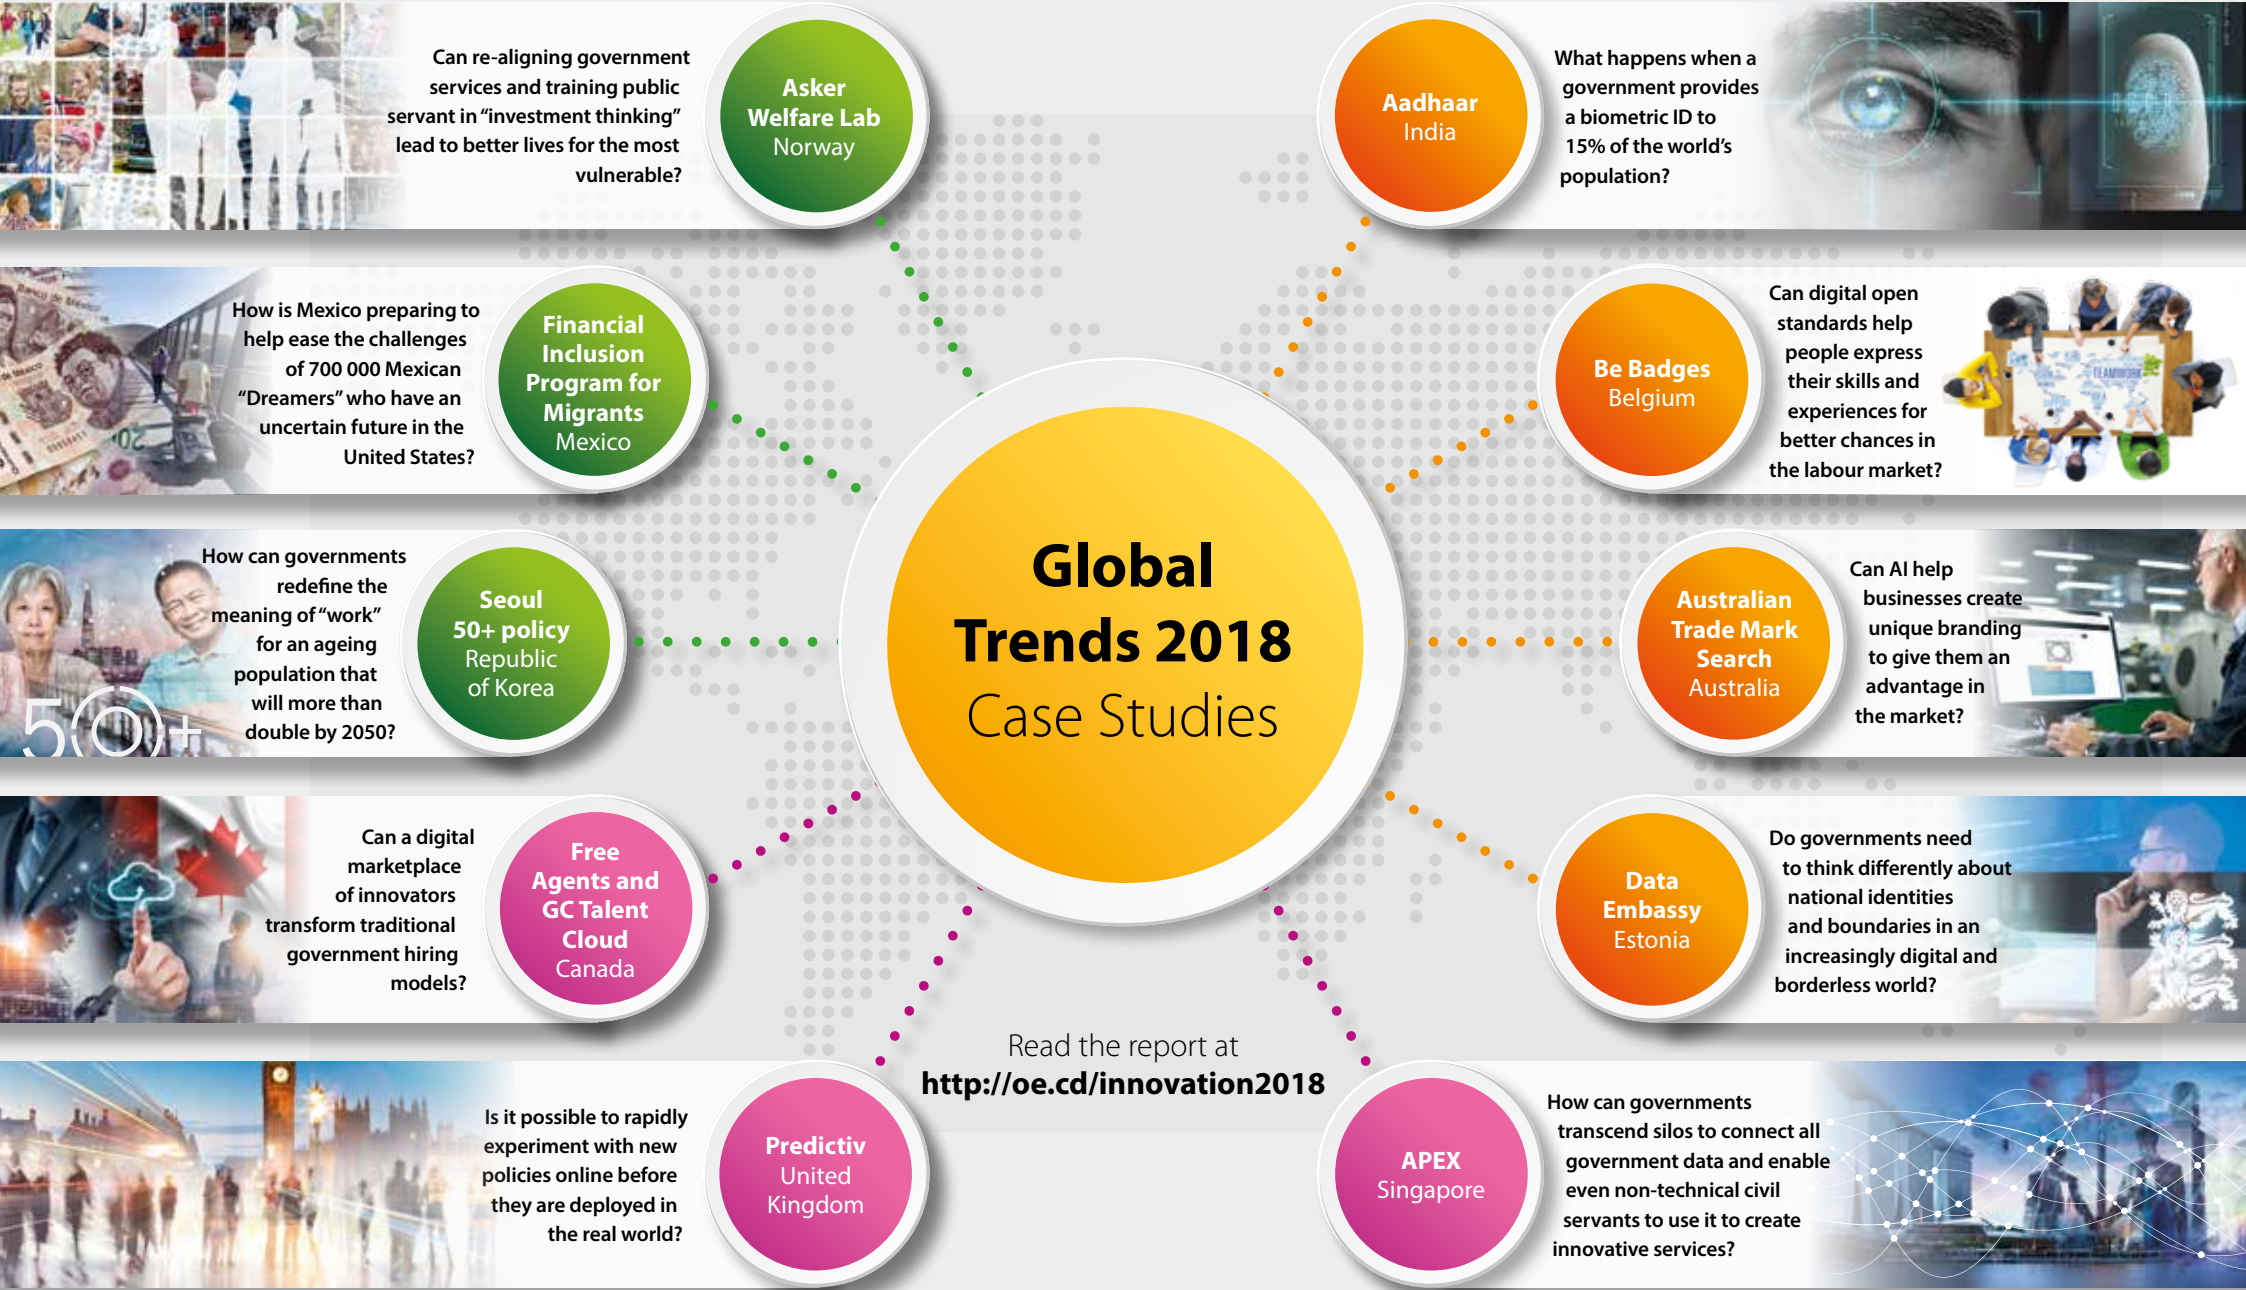 Can re-aligning government
services and training public
servant in “investment thinking”
lead to better lives for the most
vulnerable?
Asker
Welfare Lab
Norway
Aadhaar
India
What happens when a
government provides
a biometric ID to
15% of the world’s
population?
How is Mexico preparing to
help ease the challenges
of 700 000 Mexican
“Dreamers” who have an
uncertain future in the
United States?
Financial
Inclusion
Program for
Migrants
Mexico
Be Badges
Belgium
Can digital open
standards help
people express
their skills and
experiences for
better chances in
the labour market?
TEAMWORK
Global
Trends 2018
Case Studies
How can governments
redefine the
meaning of “work”
for an ageing
population that
will more than
double by 2050?
50+
Seoul
50+ policy
Republic
of Korea
Australian
Trade Mark
Search
Australia
Can AI help
businesses create
unique branding
to give them an
advantage in
the market?
Can a digital
marketplace
of innovators
transform traditional
government hiring
models?
Free
Agents and
GC Talent
Cloud
Canada
Data
Embassy
Estonia
Do governments need
to think differently about
national identities
and boundaries in an
increasingly digital and
borderless world?
Read the report at
http://oe.cd/innovation2018
Is it possible to rapidly
experiment with new
policies online before
they are deployed in
the real world?
Predictiv
United
Kingdom
APEX
Singapore
How can governments
transcend silos to connect all
government data and enable
even non-technical civil
servants to use it to create
innovative services?